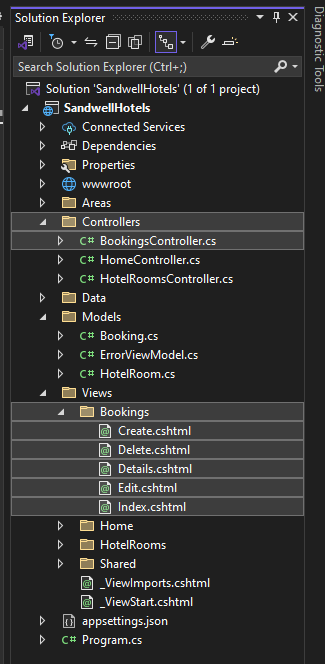 Solution Explorer
Search Solution Explorer (Ctrl+;)
Solution 'SandwellHotels' (1 of 1 project)
SandwellHotels
Connected Services
Dependencies
Properties
wwwroot
Areas
Controllers
C# BookingsController.cs
C# HomeController.cs
C# HotelRoomsController.cs
Data
Models
C# Booking.cs
C# ErrorViewModel.cs
C# HotelRoom.cs
Views
Bookings
@ Create.cshtml
@ Delete.cshtml
@ Details.cshtml
@ Edit.cshtml
@ Index.cshtml
Home
HotelRooms
Shared
@ _ViewImports.cshtml
@ _ViewStart.cshtml
appsettings.json
C# Program.cs
Diagnostic Tools